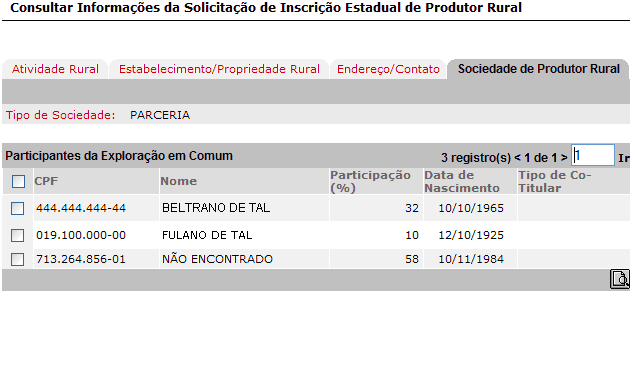 Consultar Informações da Solicitação de Inscrição Estadual de Produtor Rural
Atividade Rural Estabelecimento/Propriedade Rural Endereço/Contato Sociedade de Produtor Rural
Tipo de Sociedade: PARCERIA
Participantes da Exploração em Comum 3 registro(s) < 1 de 1 > 1 Ir
CPF Nome Participação (%) Data de Nascimento Tipo de Co-Titular
444.444.444-44 BELTRANO DE TAL 32 10/10/1965
019.100.000-00 FULANO DE TAL 10 12/10/1925
713.264.856-01 NÃO ENCONTRADO 58 10/11/1984